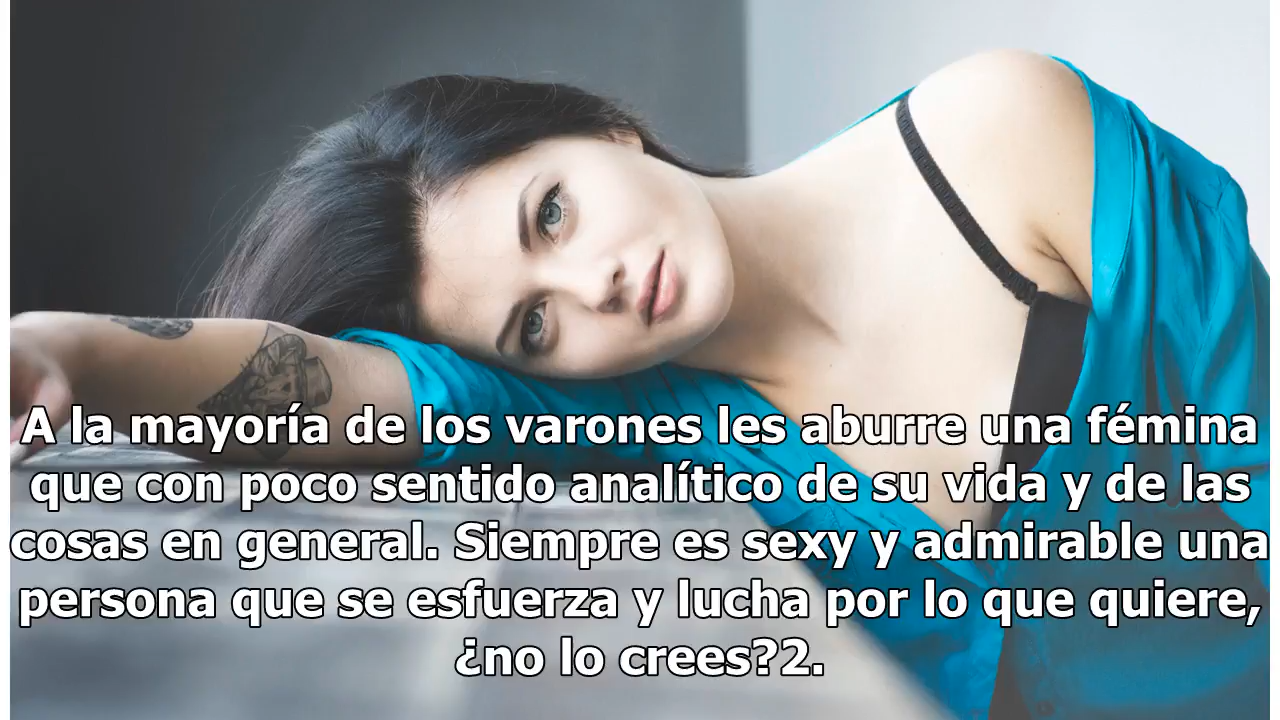 A la mayoría de los varones les aburre una fémina
que con poco sentido analítico de su vida y de las
cosas en general. Siempre es sexy y admirable una
persona que se esfuerza y lucha por lo que quiere,
¿no lo crees?2.